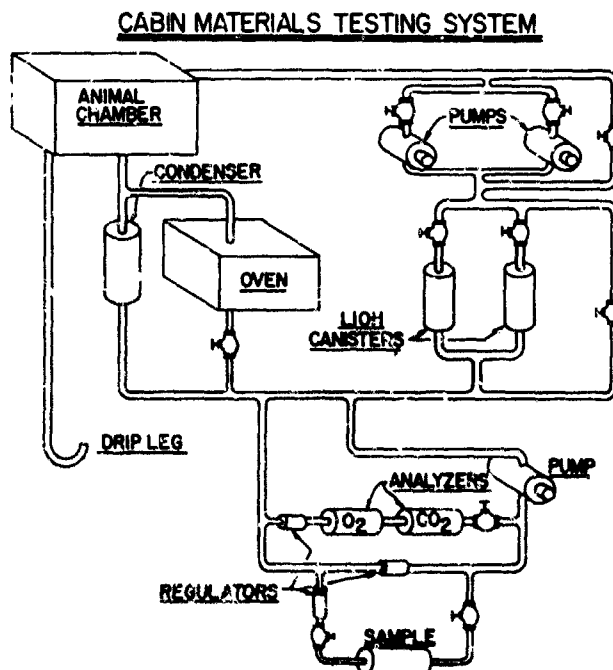 CABIN MATERIALS TESTING SYSTEM
ANIMAL
CHAMBER
PUMPS
CONDENSER
OVEN
LIOH
CANISTERS
DRIP LEG
PUMP
ANALYZERS
O2
CO2
REGULATORS
SAMPLE